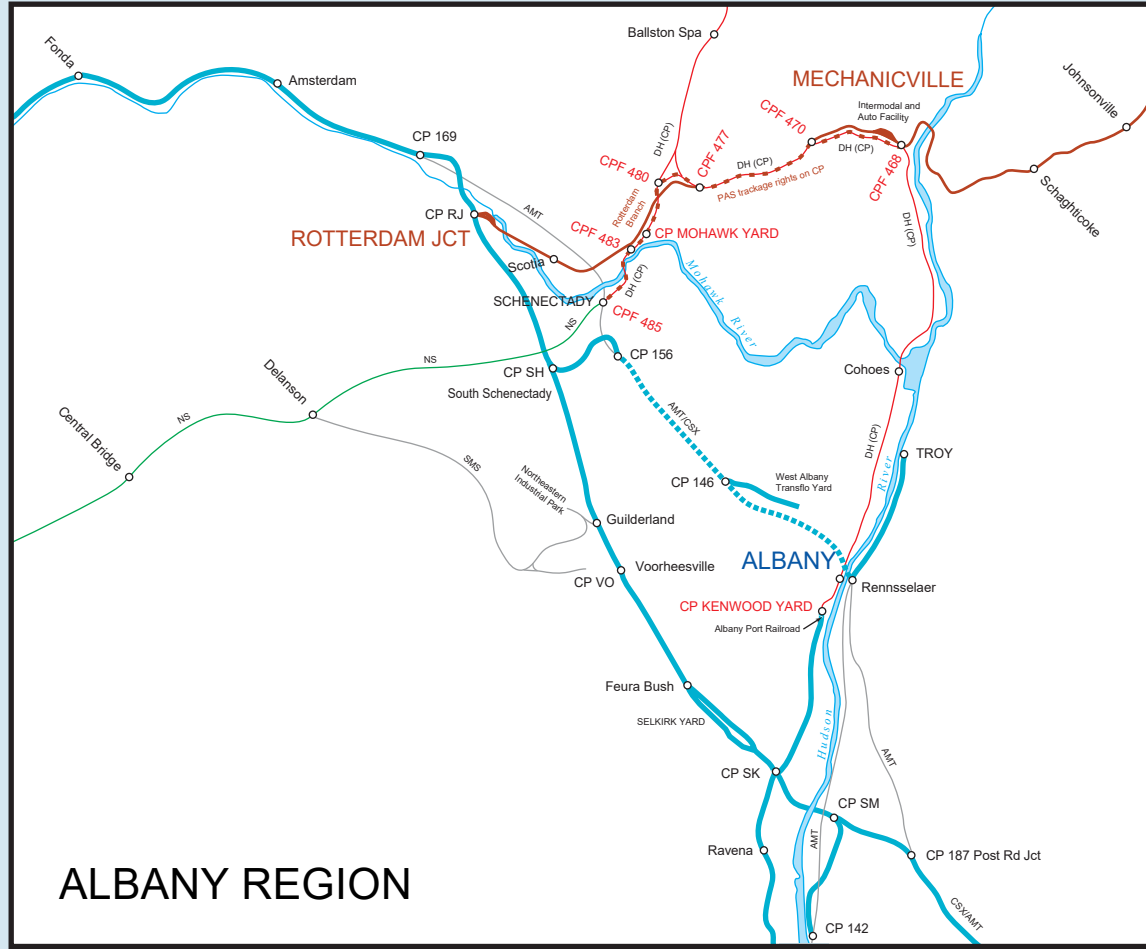 Fonda
Amsterdam
Ballston Spa
MECHANICVILLE
Intermodal and
Auto Facility
Johnsonville
CP 169
CPF 470
CPF 477
DH (CP)
DH (CP)
DH (CP)
CPF 480
CPF 468
PAS trackage rights on CP
Schaghticoke
AMT
CP RJ
ROTTERDAM JCT
Rotterdam
Branch
CPF 483
CP MOHAWK YARD
DH (CP)
Scotia
DH (CP)
Mohawk River
SCHENECTADY
CPF 485
NS
NS
CP 156
CP SH
South Schenectady
Cohoes
Delanson
AMT/CSX
NS
Central Bridge
DH (CP)
TROY
SMS
Northeastern
Industrial Park
CP 146
West Albany
Transflo Yard
River
Guilderland
ALBANY
Voorheesville
CP VO
Rennsselaer
CP KENWOOD YARD
Albany Port Railroad
Feura Bush
SELKIRK YARD
Hudson
AMT
CP SK
CP SM
AMT
Ravena
CP 187 Post Rd Jct
ALBANY REGION
CSX/AMT
CP 142